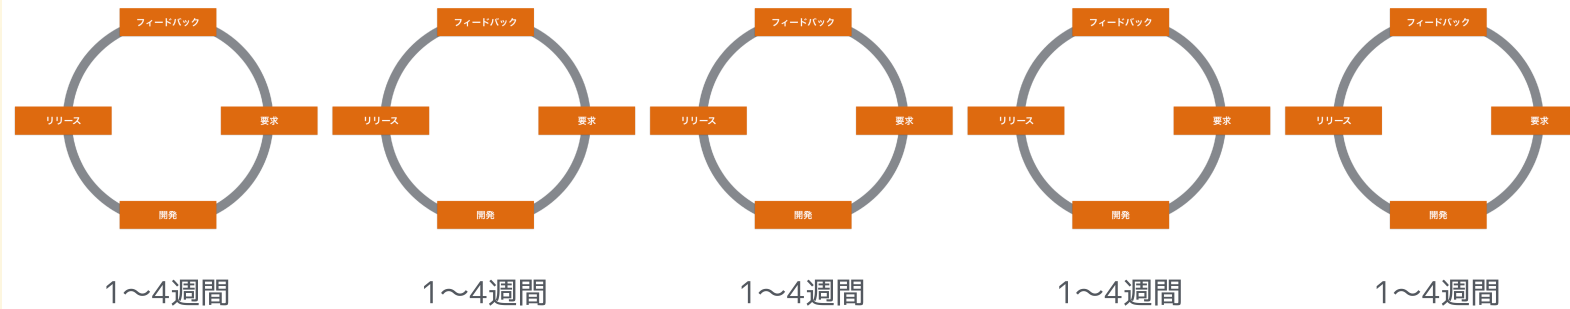 フィードバック
リリース
要求
開発
1〜4週間
フィードバック
リリース
要求
開発
1〜4週間
フィードバック
リリース
要求
開発
1〜4週間
フィードバック
リリース
要求
開発
1〜4週間
フィードバック
リリース
要求
開発
1〜4週間